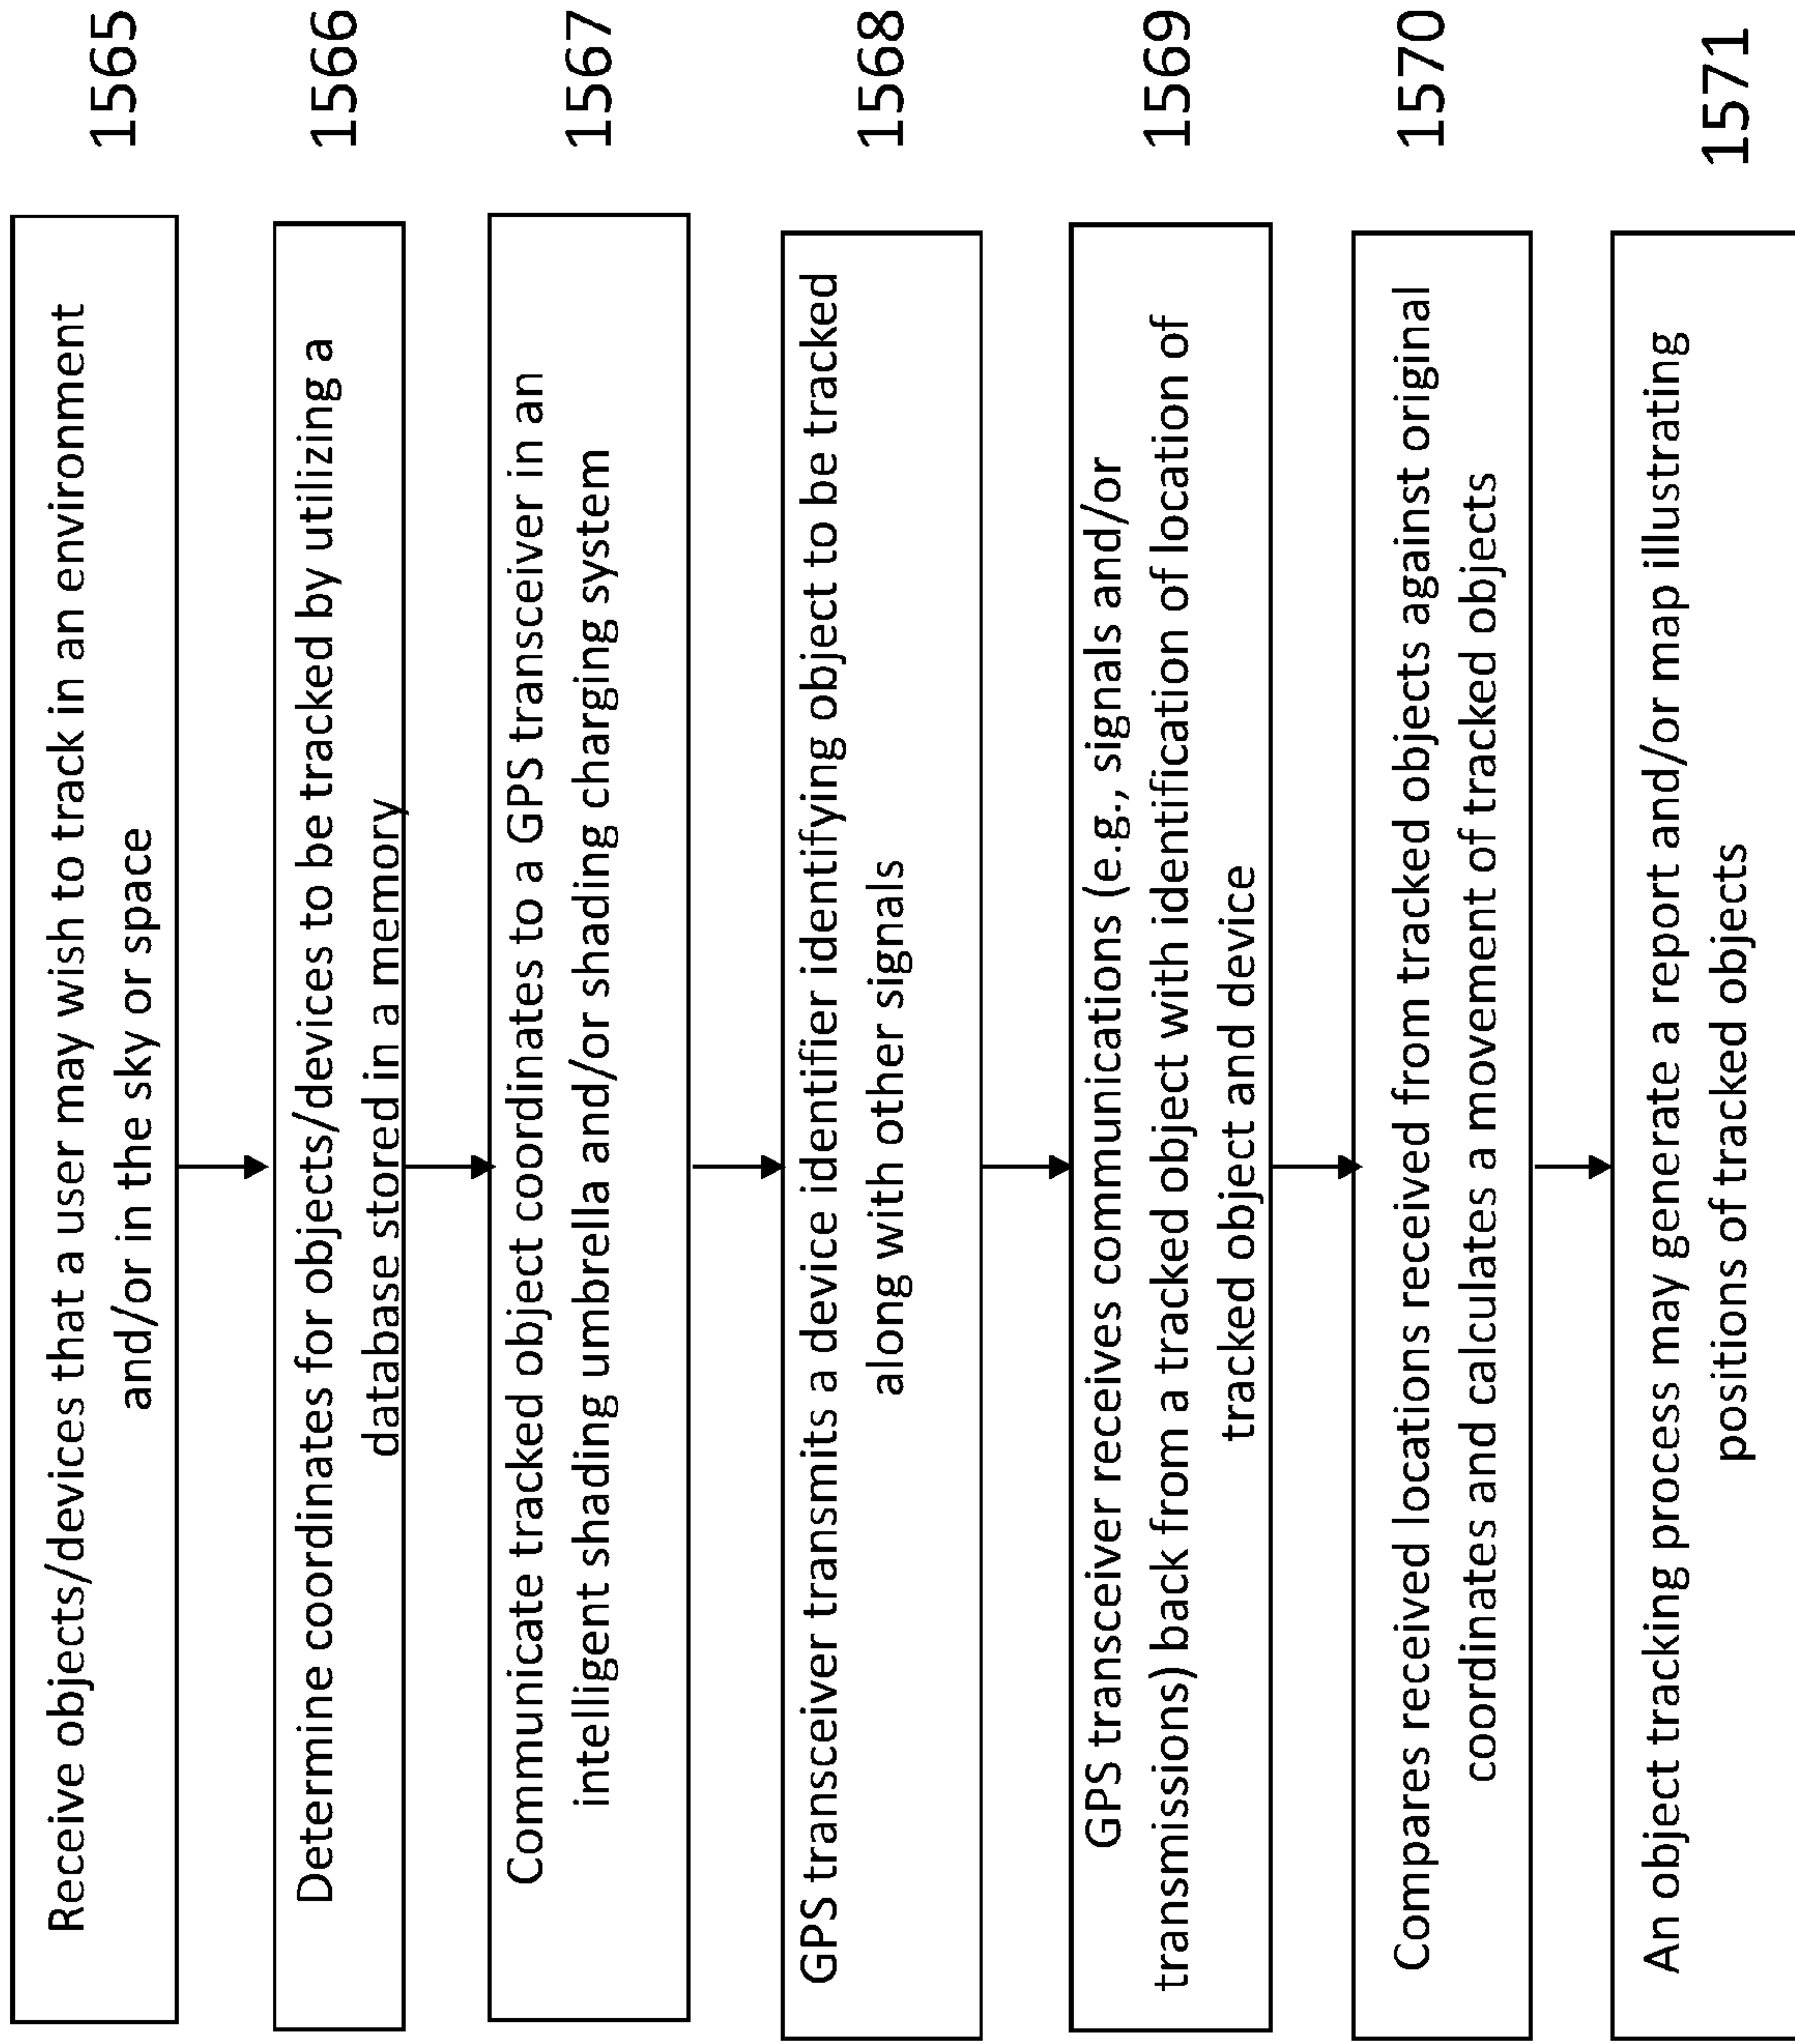 Receive objects/devices that a user may wish to track in an environment
and/or in the sky or space
1565
Determine coordinates for objects/devices to be tracked by utilizing a
database stored in a memory
1566
Communicate tracked object coordinates to a GPS transceiver in an
intelligent shading umbrella and/or shading charging system
1567
GPS transceiver transmits a device identifier identifying object to be tracked
along with other signals
1568
GPS transceiver receives communications (e.g., signals and/or
transmissions) back from a tracked object with identification of location of
tracked object and device
1569
Compares received locations received from tracked objects against original
coordinates and calculates a movement of tracked objects
1570
An object tracking process may generate a report and/or map illustrating
positions of tracked objects
1571